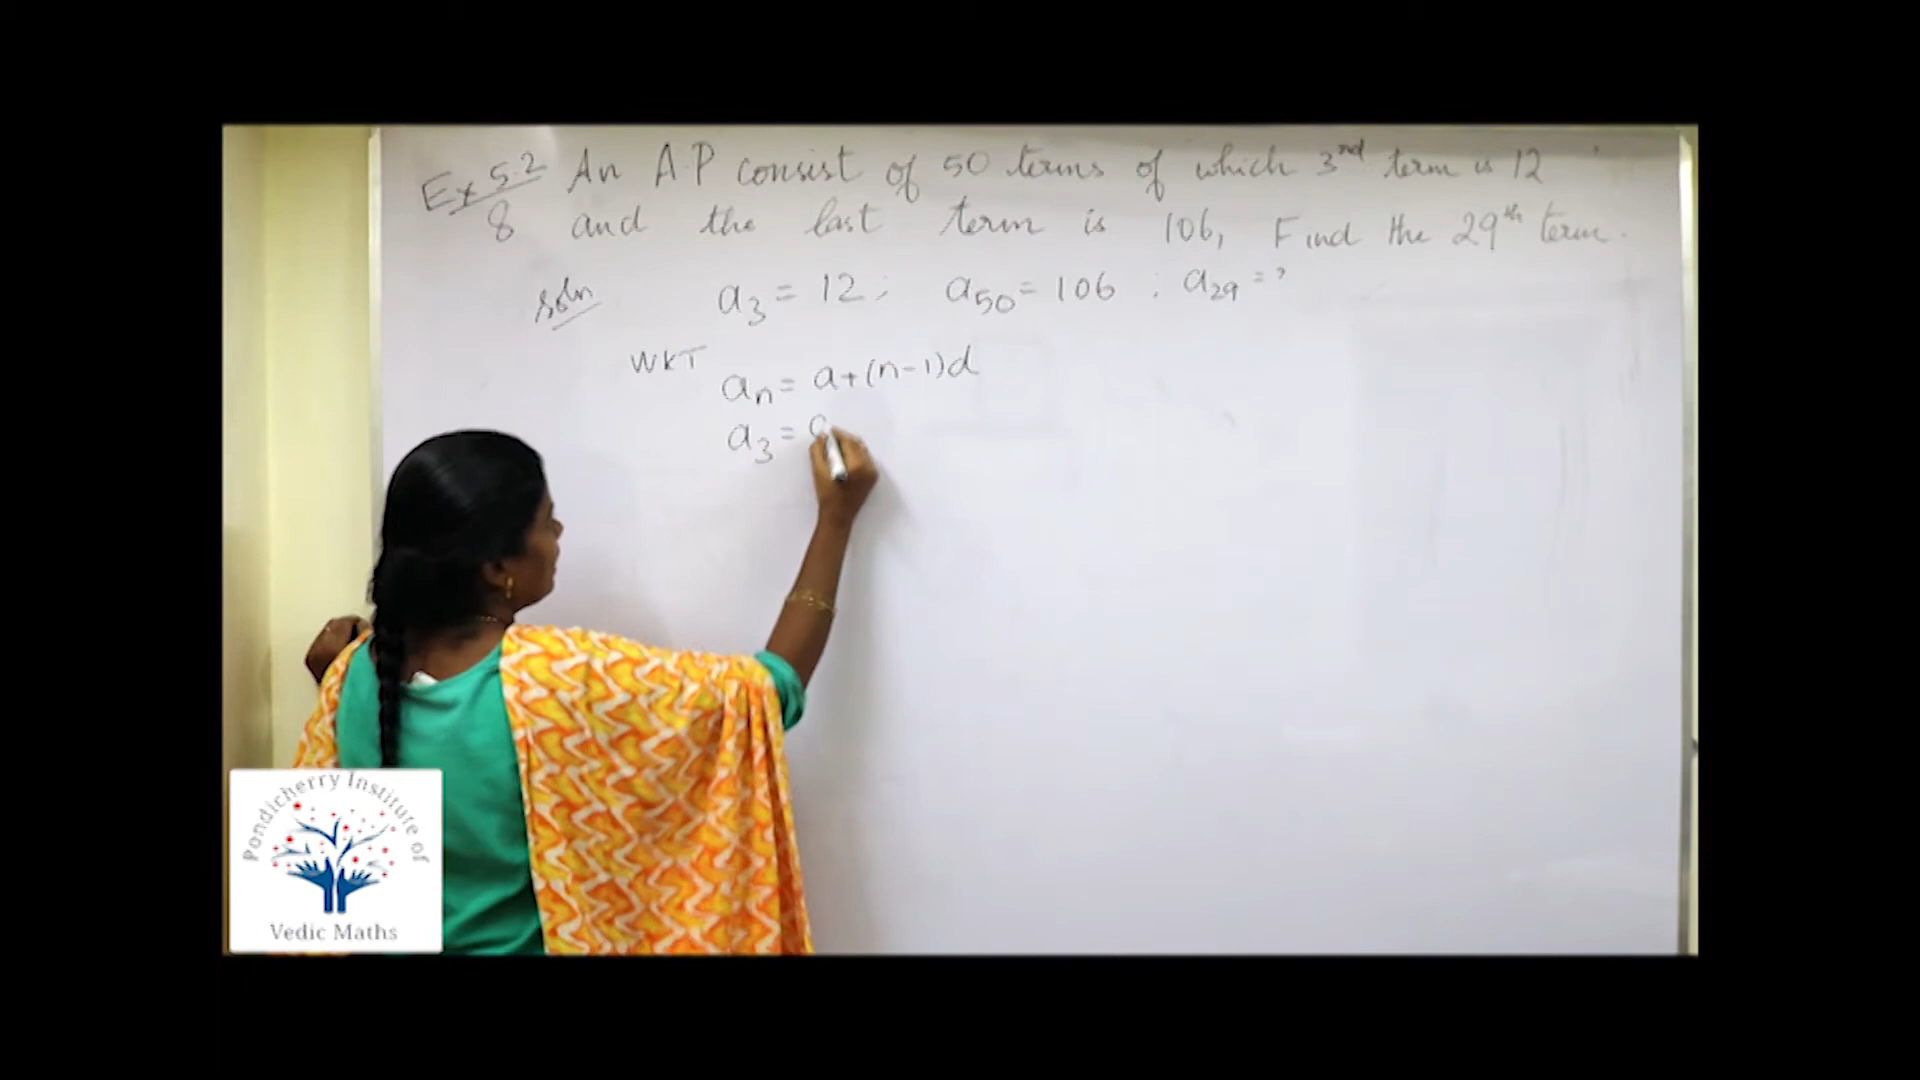 Ex 5.2 An A.P consist of 50 terms of which 3nd term is 12
8 and the last term is 106, Find the 29th term.
soln a3 = 12; a50 = 106; a29 = ?
WKT
an = a+(n-1)d
a3 = a
Pondicherry Institute of
Vedic Maths